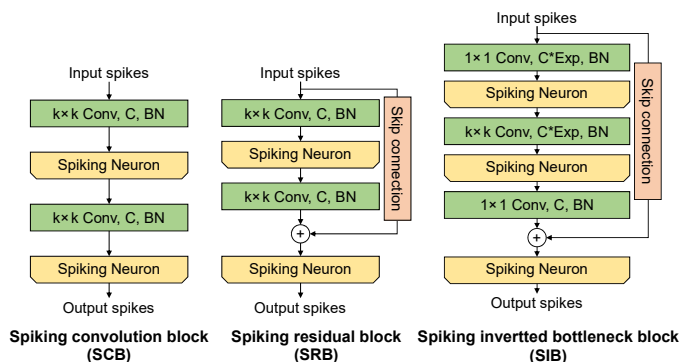 Input spikes
k×k Conv, C, BN
Spiking Neuron
k×k Conv, C, BN
Spiking Neuron
Output spikes
Spiking convolution block
(SCB)
Input spikes
k×k Conv, C, BN
Spiking Neuron
k×k Conv, C, BN
+
Spiking Neuron
Output spikes
Skip connection
Spiking residual block
(SRB)
Input spikes
1×1 Conv, C*Exp, BN
Spiking Neuron
k×k Conv, C*Exp, BN
Spiking Neuron
1×1 Conv, C, BN
+
Spiking Neuron
Output spikes
Skip connection
Spiking invertted bottleneck block
(SIB)